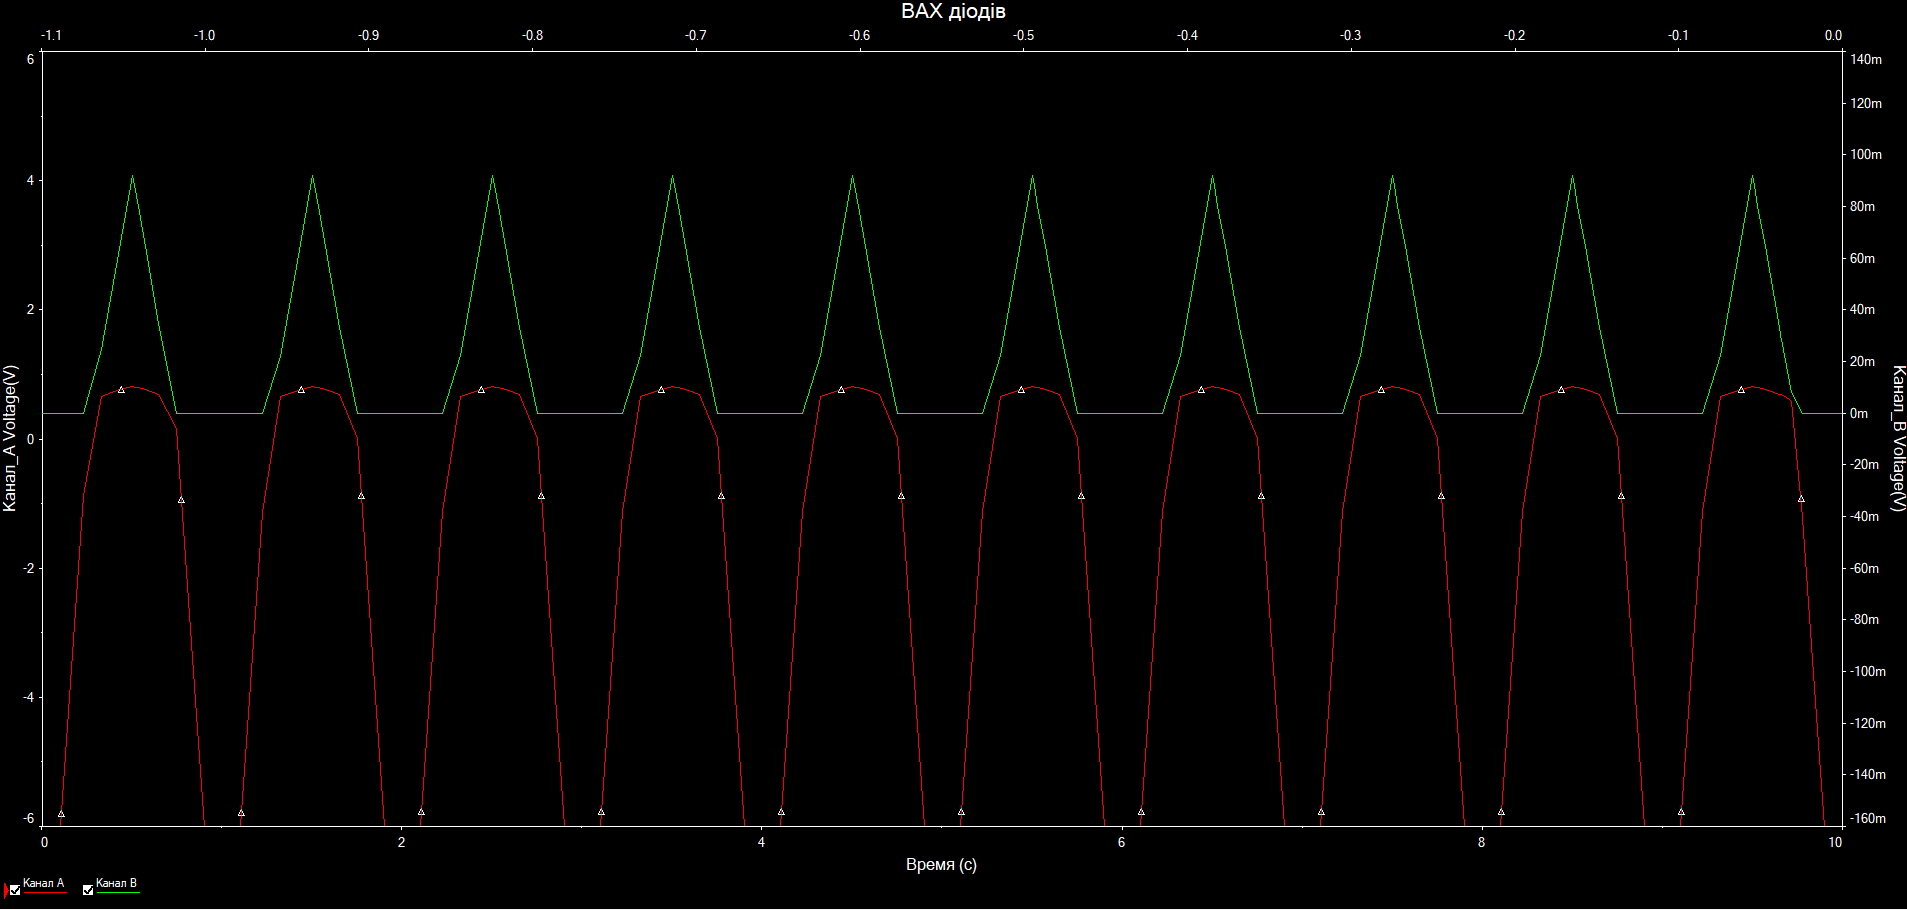 ВАХ діодів
-1.1 -1.0 -0.9 -0.8 -0.7 -0.6 -0.5 -0.4 -0.3 -0.2 -0.1 0.0
6
4
2
0
-2
-4
-6
Канал_A Voltage(V)
140m
120m
100m
80m
60m
40m
20m
0m
-20m
-40m
-60m
-80m
-100m
-120m
-140m
-160m
Канал_B Voltage(V)
0 2 4 6 8 10
Время (с)
Канал A Канал B